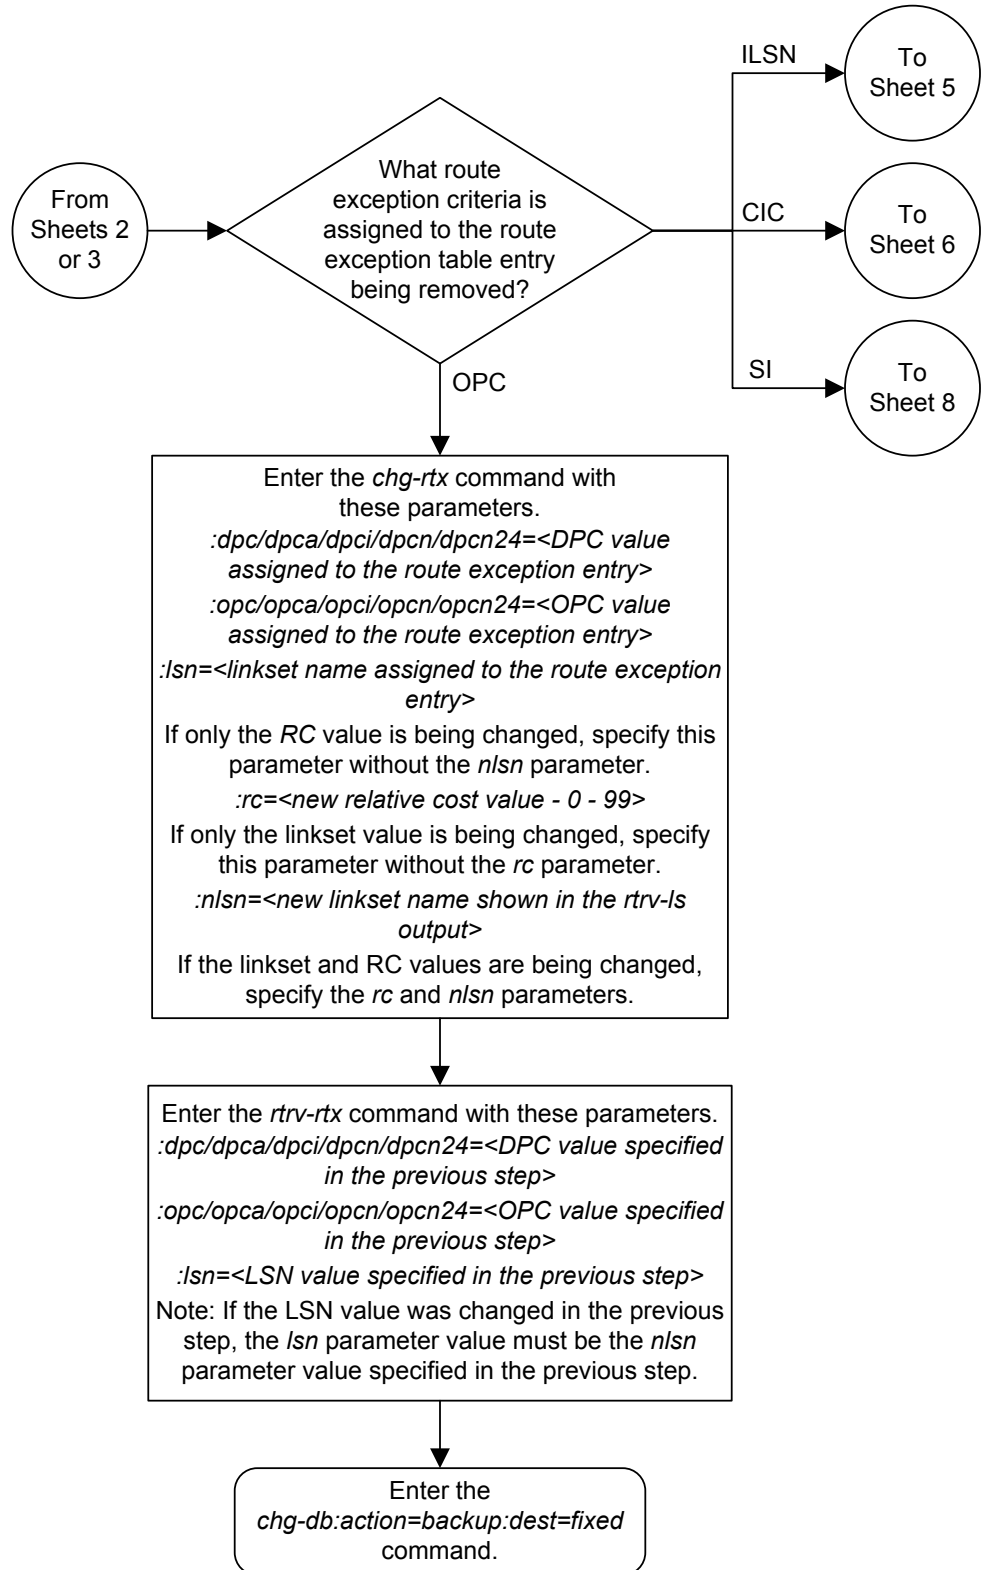 From
Sheets 2
or 3
What route
exception criteria is
assigned to the route
exception table entry
being removed?
ILSN
To
Sheet 5
CIC
To
Sheet 6
SI
To
Sheet 8
OPC
Enter the chg-rtx command with
these parameters.
:dpc/dpca/dpci/dpcn/dpcn24=<DPC value
assigned to the route exception entry>
:opc/opca/opci/opcn/opcn24=<OPC value
assigned to the route exception entry>
:lsn=<linkset name assigned to the route exception
entry>
If only the RC value is being changed, specify this
parameter without the nlsn parameter.
:rc=<new relative cost value - 0 - 99>
If only the linkset value is being changed, specify
this parameter without the rc parameter.
:nlsn=<new linkset name shown in the rtrv-ls
output>
If the linkset and RC values are being changed,
specify the rc and nlsn parameters.
Enter the rtrv-rtx command with these parameters.
:dpc/dpca/dpci/dpcn/dpcn24=<DPC value specified
in the previous step>
:opc/opca/opci/opcn/opcn24=<OPC value specified
in the previous step>
:lsn=<LSN value specified in the previous step>
Note: If the LSN value was changed in the previous
step, the lsn parameter value must be the nlsn
parameter value specified in the previous step.
Enter the
chg-db:action=backup:dest=fixed
command.